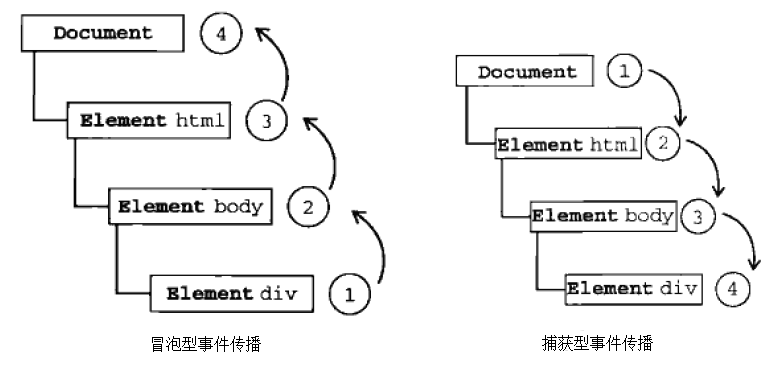 Document 4
Element html 3
Element body 2
Element div 1
冒泡型事件传播
Document 1
Element html 2
Element body 3
Element div 4
捕获型事件传播